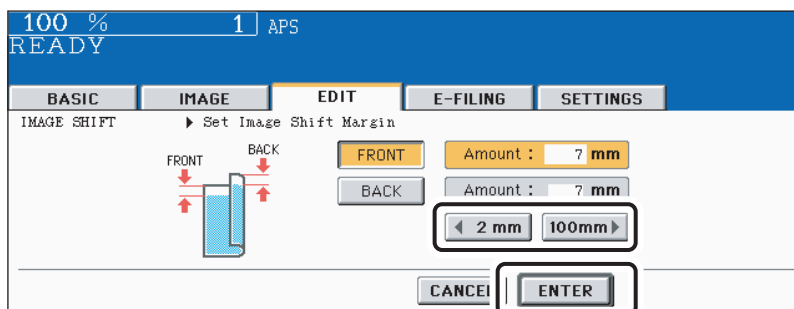 100 % 1 APS
READY
BASIC IMAGE EDIT E-FILING SETTINGS
IMAGE SHIFT ▶ Set Image Shift Margin
FRONT BACK FRONT Amount : 7 mm
BACK Amount : 7 mm
◀ 2 mm 100mm ▶
CANCEL ENTER